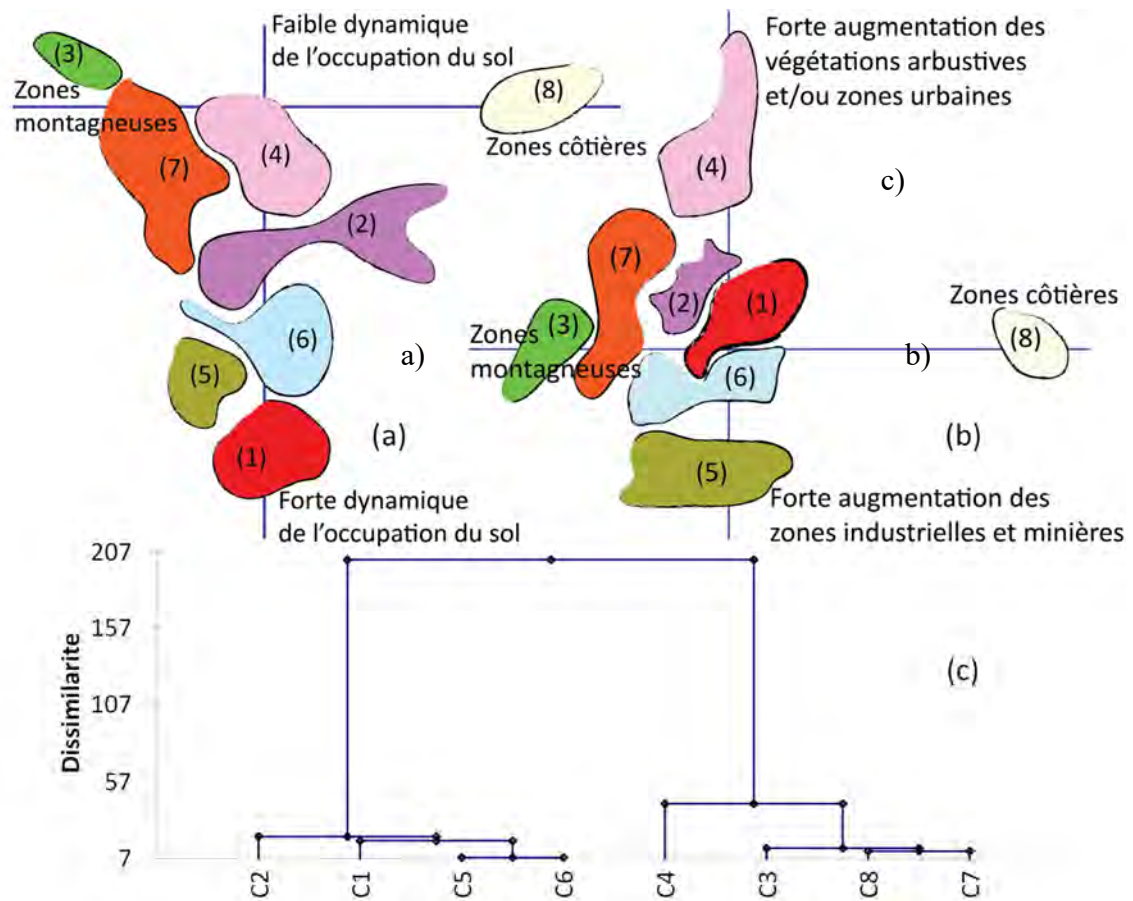 Faible dynamique
de l'occupation du sol
(3)
Zones
montagneuses
(7)
(4)
(8)
Zones côtières
(2)
(6)
(5)
(1)
a)
(a)
Forte dynamique
de l'occupation du sol
Forte augmentation des
végétations arbustives
et/ou zones urbaines
(4)
c)
(7)
(2)
(1)
(3)
Zones
montagneuses
Zones côtières
(8)
b)
(6)
(5)
(b)
Forte augmentation des
zones industrielles et minières
Dissimilarite
207
157
107
57
7
(c)
C2
C1
C5
C6
C4
C3
C8
C7